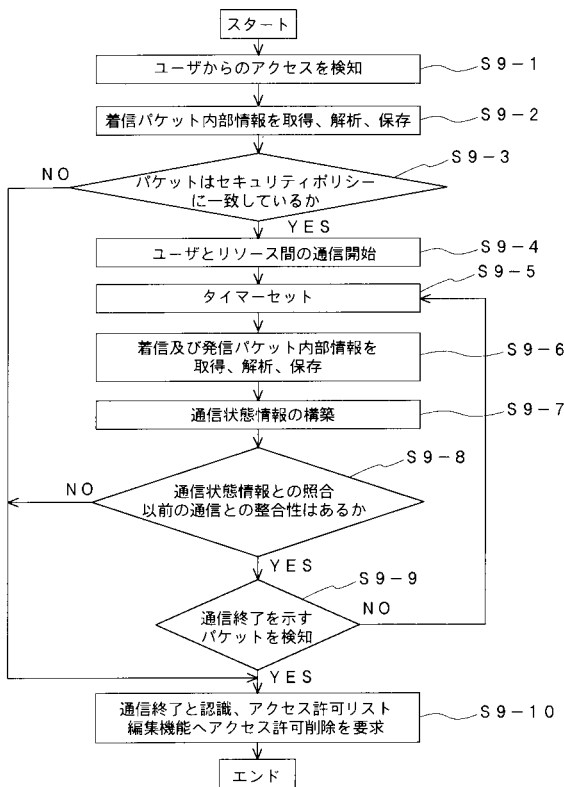 スタート
ユーザからのアクセスを検知
S9-1
着信パケット内部情報を取得、解析、保存
S9-2
S9-3
NO
パケットはセキュリティポリシー
に一致しているか
YES
ユーザとリソース間の通信開始
S9-4
S9-5
タイマーセット
着信及び発信パケット内部情報を
取得、解析、保存
S9-6
通信状態情報の構築
S9-7
S9-8
NO
通信状態情報との照合
以前の通信との整合性はあるか
YES
S9-9
通信終了を示す
パケットを検知
NO
YES
通信終了と認識、アクセス許可リスト
編集機能へアクセス許可削除を要求
S9-10
エンド